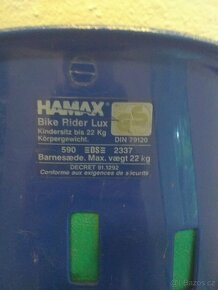 HAMAX
Bike Rider Lux
Kindersitz bis 22 Kg
Körpergewicht. DIN 79120
590 EDSE 2337
Barnesæde. Max. vægt 22 kg
DECRET 91.1292
Conforme aux exigences de sécurité